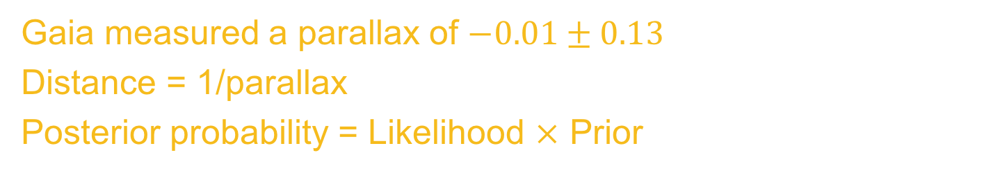 Gaia measured a parallax of −0.01 ± 0.13
Distance = 1/parallax
Posterior probability = Likelihood × Prior